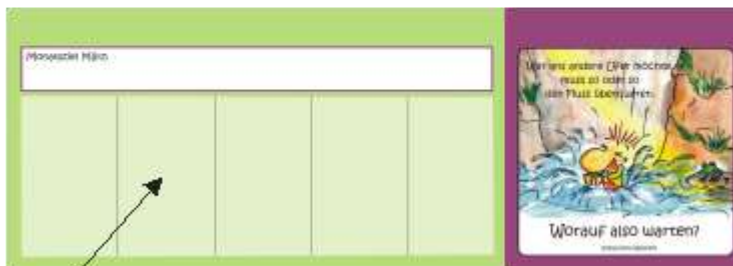 Monatsziel März
Wer ans andere Ufer möchte,
muss so oder so
den Fluss überqueren.
Worauf also warten?